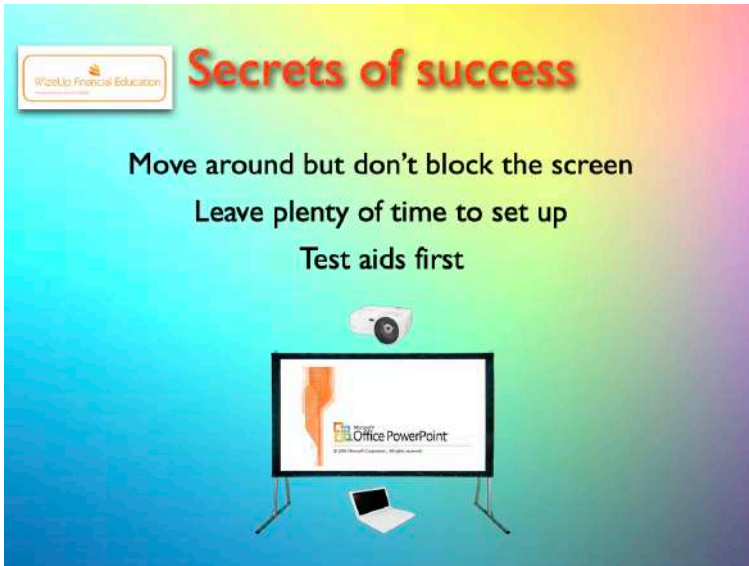 WizeUp Financial Education
Secrets of success
Move around but don't block the screen
Leave plenty of time to set up
Test aids first
Microsoft
Office PowerPoint